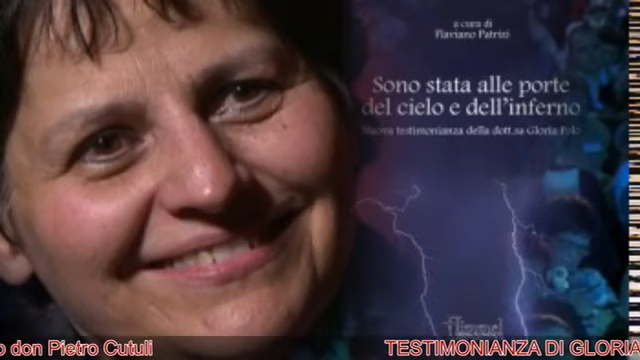 a cura di
Flaviano Patrizi
Sono stata alle porte
del cielo e dell'inferno
Nuova testimonianza della dott.sa Gloria Polo
o don Pietro Cutuli
TESTIMONIANZA DI GLORIA